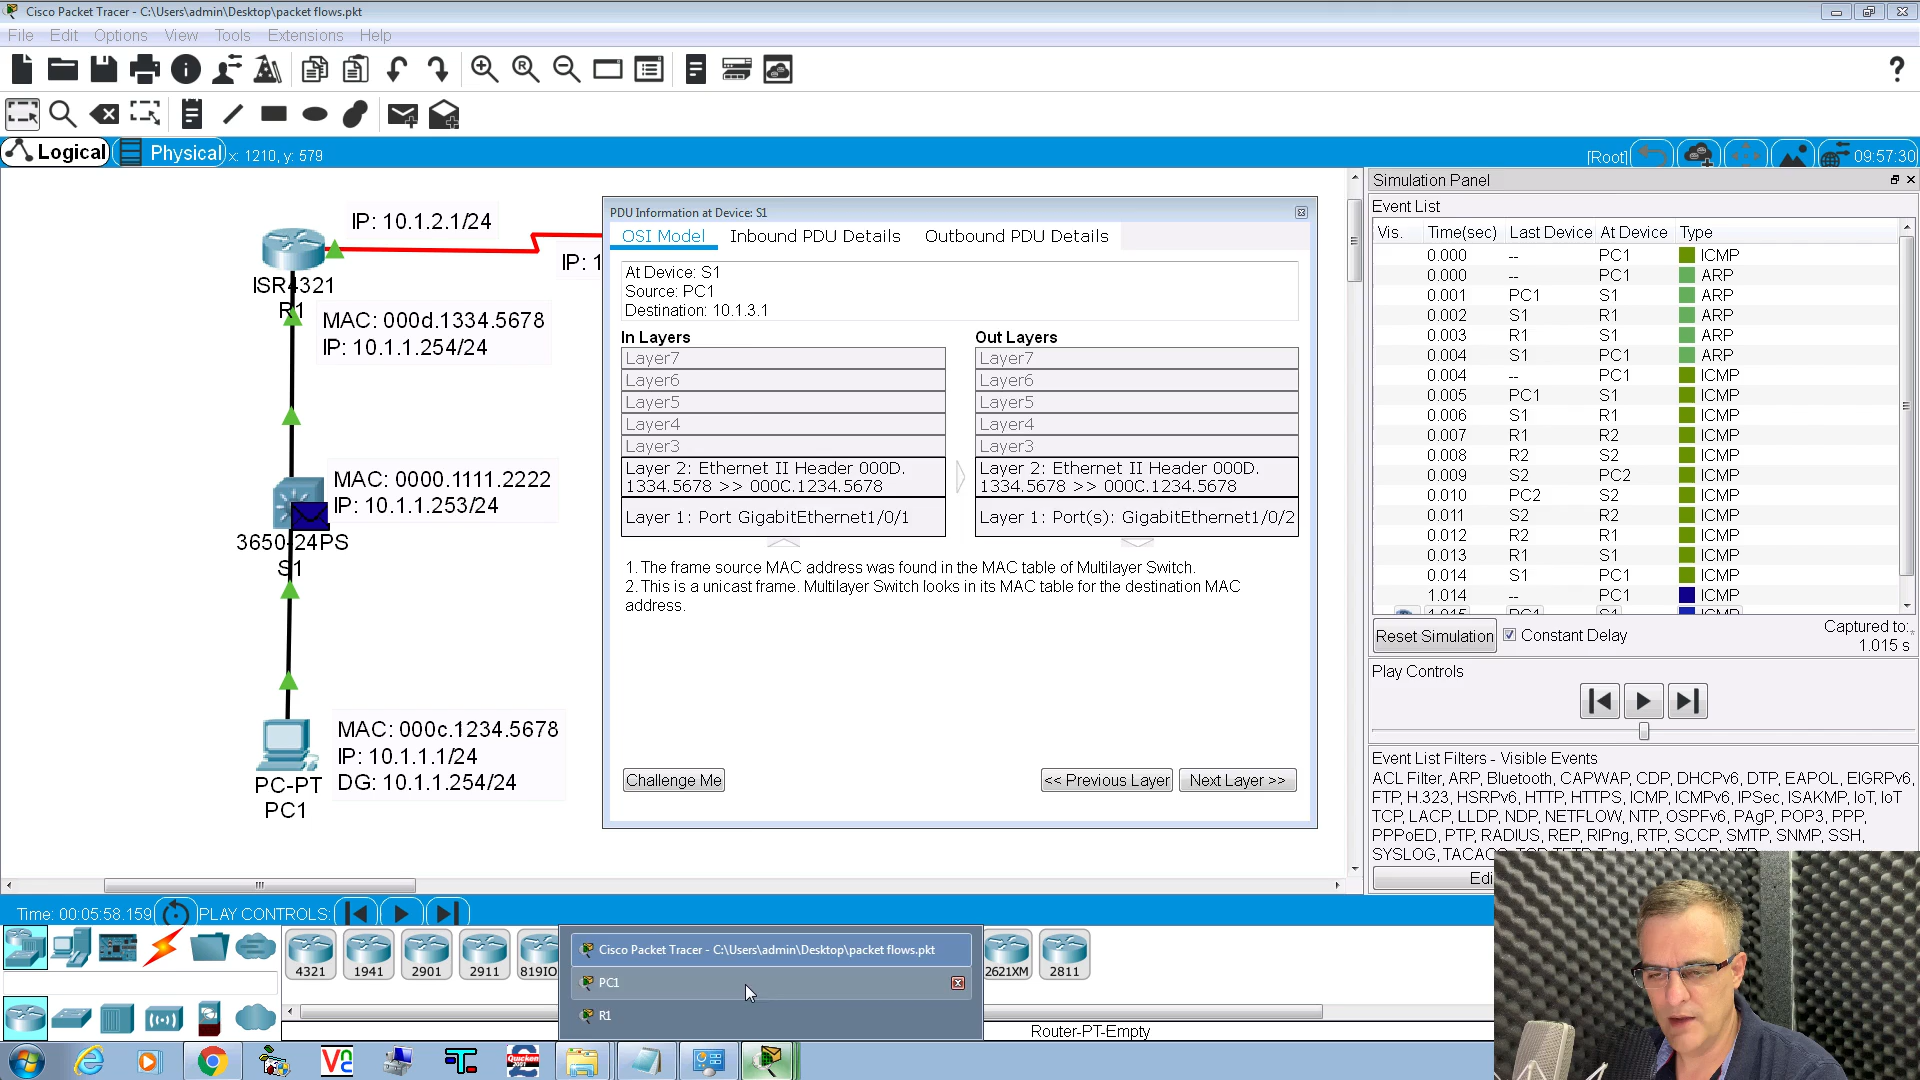 Cisco Packet Tracer - C:\Users\admin\Desktop\packet flows.pkt
File Edit Options View Tools Extensions Help
Logical Physical x: 1210, y: 579 [Root] 09:57:30
IP: 10.1.2.1/24
IP: 1
ISR4321
R1
MAC: 000d.1334.5678
IP: 10.1.1.254/24
MAC: 0000.1111.2222
IP: 10.1.1.253/24
3650-24PS
S1
MAC: 000c.1234.5678
IP: 10.1.1.1/24
DG: 10.1.1.254/24
PC-PT
PC1
PDU Information at Device: S1
OSI Model Inbound PDU Details Outbound PDU Details
At Device: S1
Source: PC1
Destination: 10.1.3.1
In Layers Out Layers
Layer7 Layer7
Layer6 Layer6
Layer5 Layer5
Layer4 Layer4
Layer3 Layer3
Layer 2: Ethernet II Header 000D.
1334.5678 >> 000C.1234.5678
Layer 2: Ethernet II Header 000D.
1334.5678 >> 000C.1234.5678
Layer 1: Port GigabitEthernet1/0/1
Layer 1: Port(s): GigabitEthernet1/0/2
1. The frame source MAC address was found in the MAC table of Multilayer Switch.
2. This is a unicast frame. Multilayer Switch looks in its MAC table for the destination MAC
address.
Challenge Me << Previous Layer Next Layer >>
Simulation Panel
Event List
Vis. Time(sec) Last Device At Device Type
0.000 -- PC1 ICMP
0.000 -- PC1 ARP
0.001 PC1 S1 ARP
0.002 S1 R1 ARP
0.003 R1 S1 ARP
0.004 S1 PC1 ARP
0.004 -- PC1 ICMP
0.005 PC1 S1 ICMP
0.006 S1 R1 ICMP
0.007 R1 R2 ICMP
0.008 R2 S2 ICMP
0.009 S2 PC2 ICMP
0.010 PC2 S2 ICMP
0.011 S2 R2 ICMP
0.012 R2 R1 ICMP
0.013 R1 S1 ICMP
0.014 S1 PC1 ICMP
1.014 -- PC1 ICMP
1.015 PC1 S1 ICMP
Reset Simulation Constant Delay Captured to:
1.015 s
Play Controls
Event List Filters - Visible Events
ACL Filter, ARP, Bluetooth, CAPWAP, CDP, DHCPv6, DTP, EAPOL, EIGRPv6,
FTP, H.323, HSRPv6, HTTP, HTTPS, ICMP, ICMPv6, IPSec, ISAKMP, IoT, IoT
TCP, LACP, LLDP, NDP, NETFLOW, NTP, OSPFv6, PAgP, POP3, PPP,
PPPoED, PTP, RADIUS, REP, RIPng, RTP, SCCP, SMTP, SNMP, SSH,
SYSLOG,
Edi
Time: 00:05:58.159 PLAY CONTROLS:
4321 1941 2901 2911 819IO 2621XM 2811
Cisco Packet Tracer - C:\Users\admin\Desktop\packet flows.pkt
PC1
R1
Router-PT-Empty
Quicken
2001